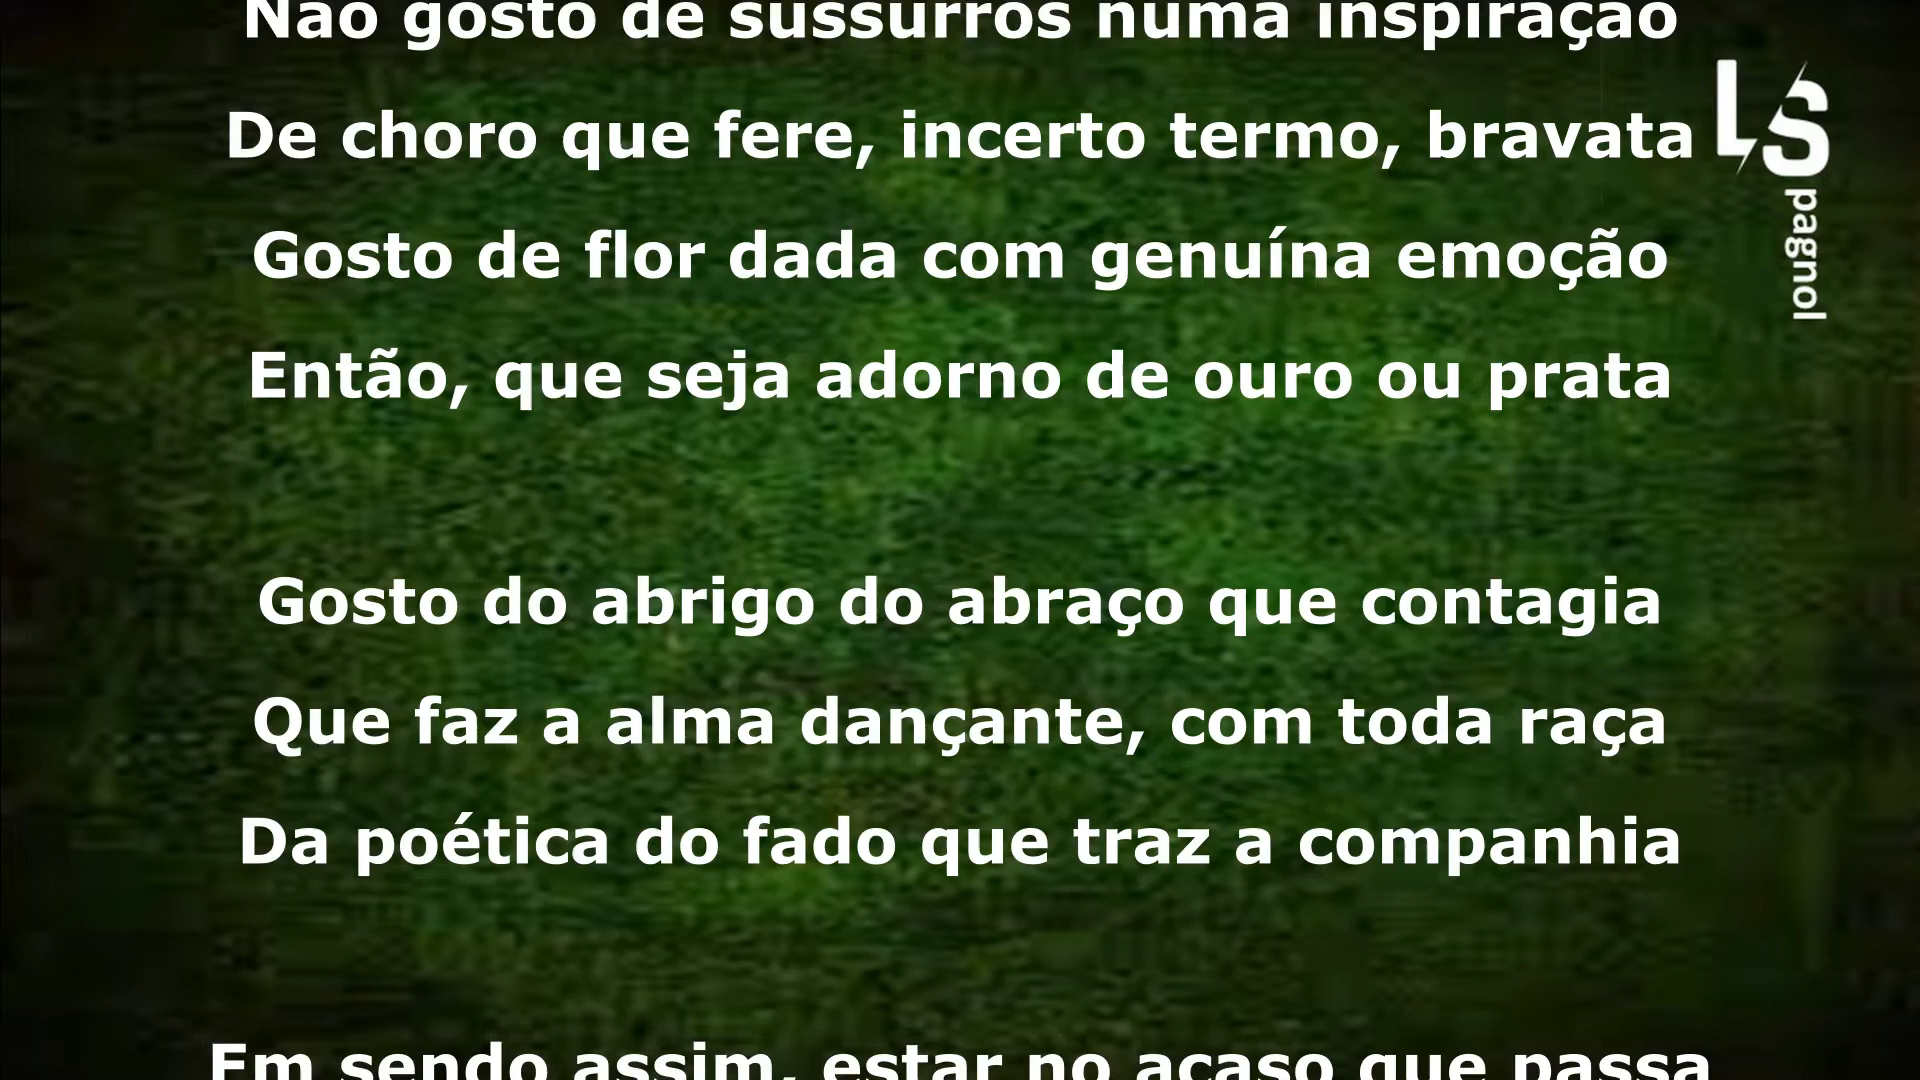 Não gosto de sussurros numa inspiração
De choro que fere, incerto termo, bravata
Gosto de flor dada com genuína emoção
Então, que seja adorno de ouro ou prata
Gosto do abrigo do abraço que contagia
Que faz a alma dançante, com toda raça
Da poética do fado que traz a companhia
Em sendo assim, estar no acaso que passa
LS
pagnol